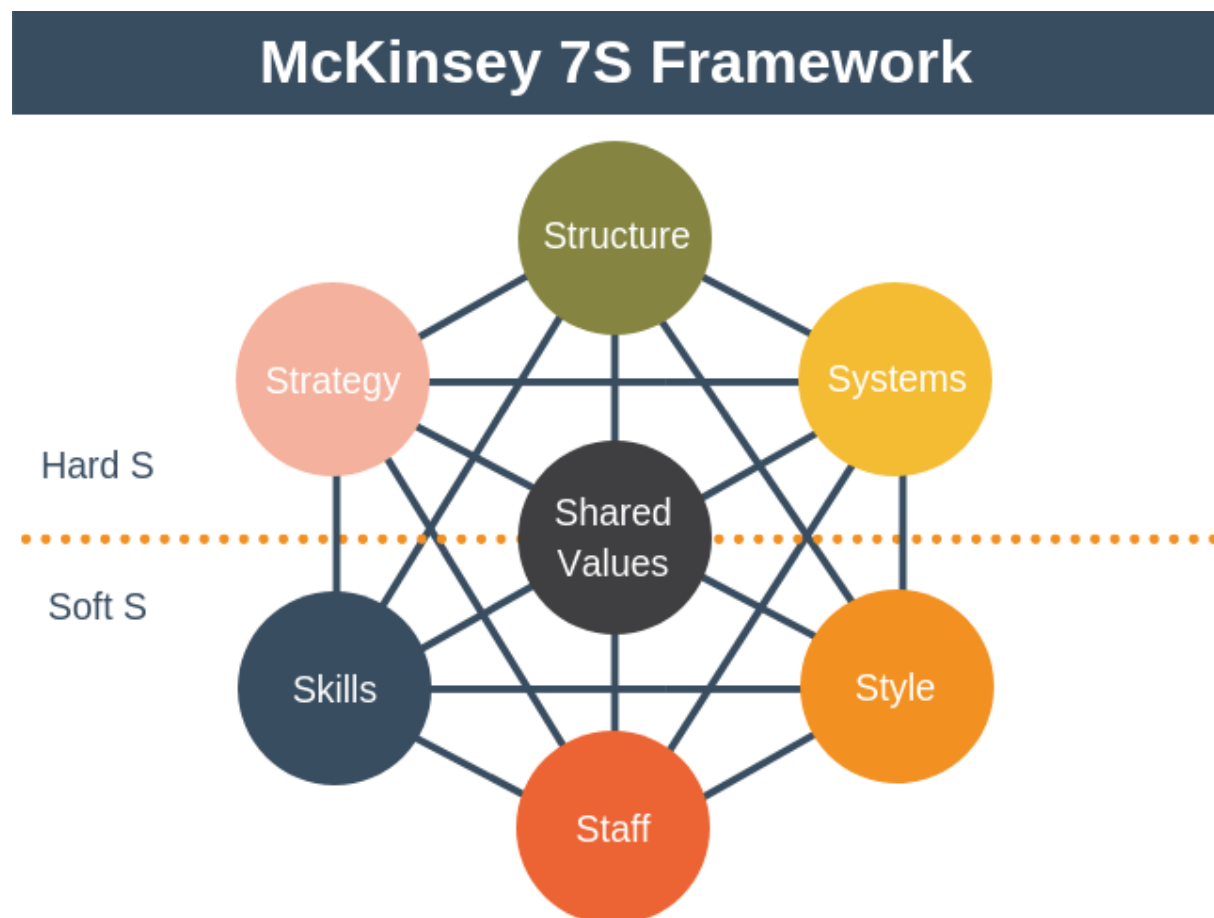 McKinsey 7S Framework
Structure
Strategy
Systems
Hard S
Shared
Values
Soft S
Skills
Style
Staff